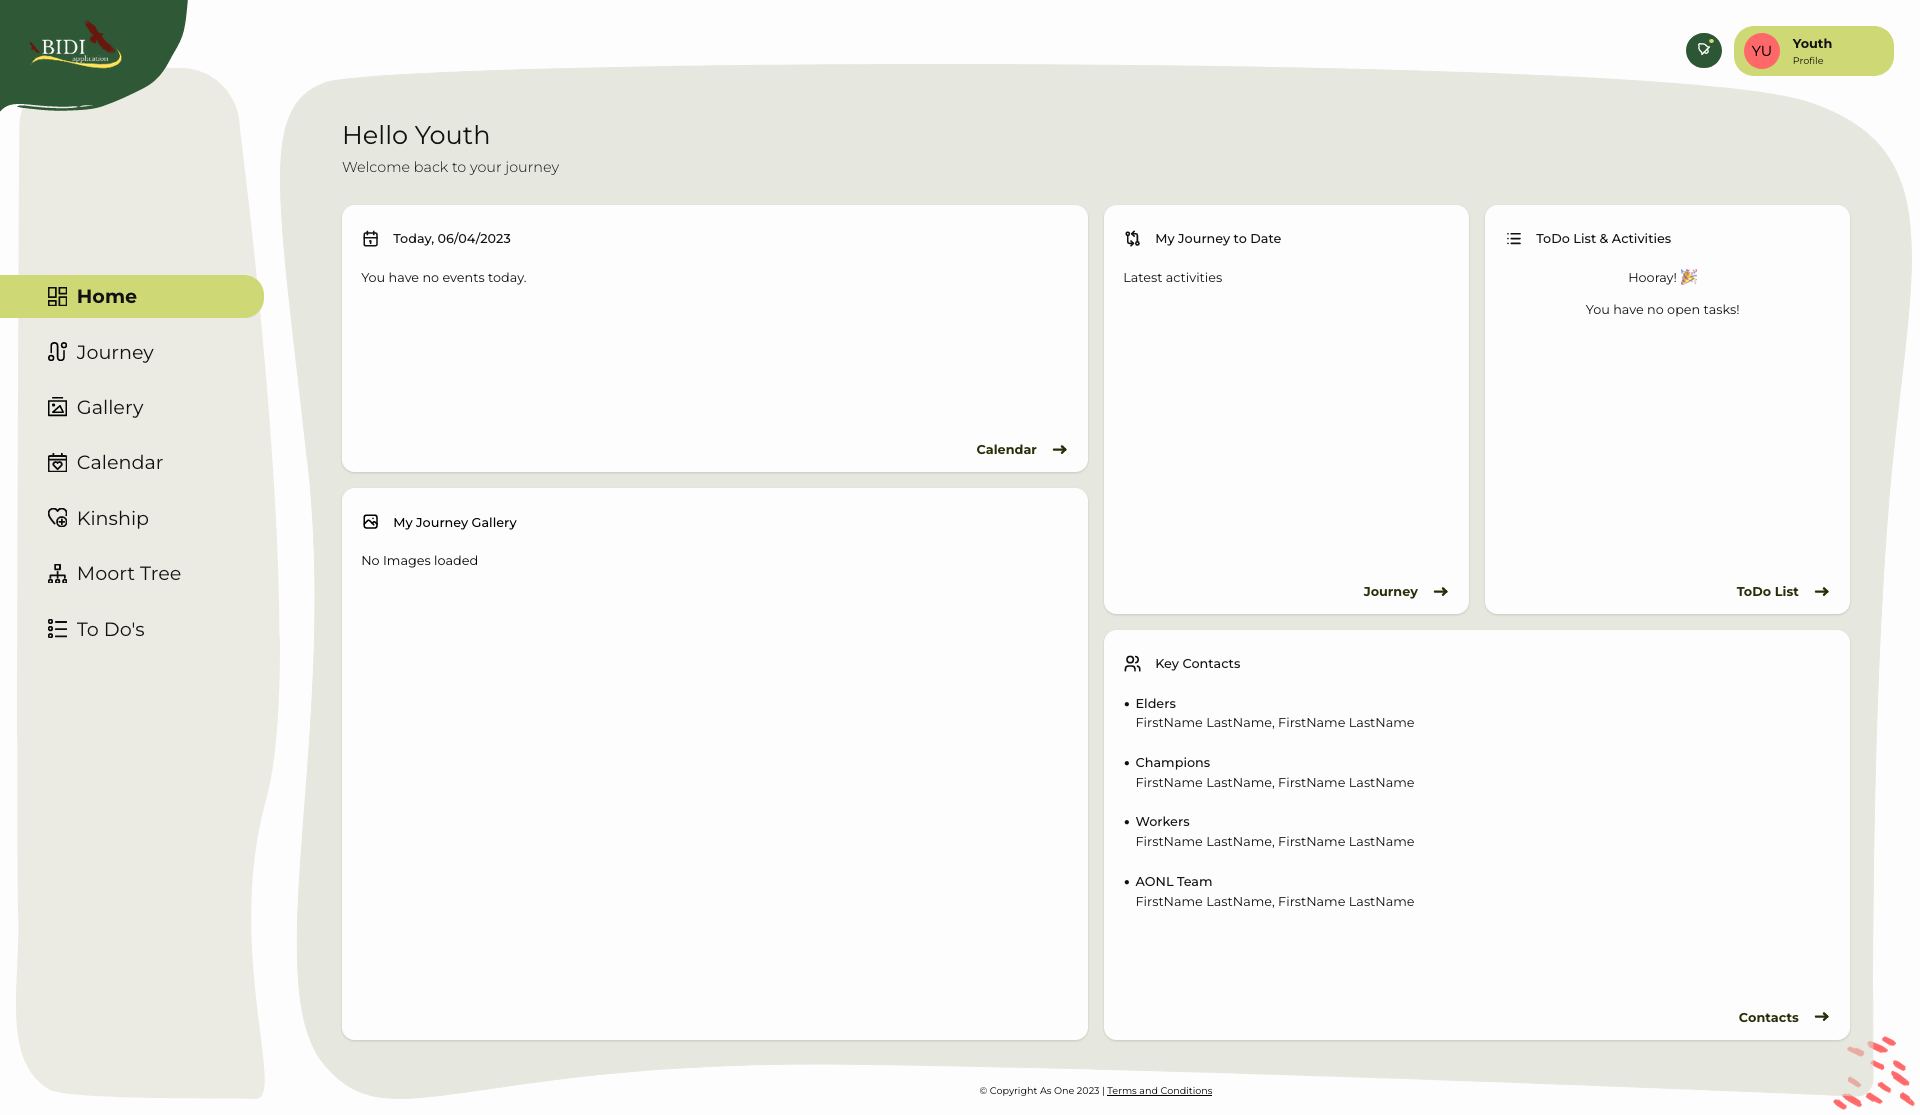 BIDI
application
YU
Youth
Profile
Hello Youth
Welcome back to your journey
Home
Journey
Gallery
Calendar
Kinship
Moort Tree
To Do's
Today, 06/04/2023
You have no events today.
Calendar
My Journey to Date
Latest activities
Journey
ToDo List & Activities
Hooray! 🎉
You have no open tasks!
ToDo List
My Journey Gallery
No Images loaded
Key Contacts
• Elders
FirstName LastName, FirstName LastName
• Champions
FirstName LastName, FirstName LastName
• Workers
FirstName LastName, FirstName LastName
• AONL Team
FirstName LastName, FirstName LastName
Contacts
© Copyright As One 2023 | Terms and Conditions